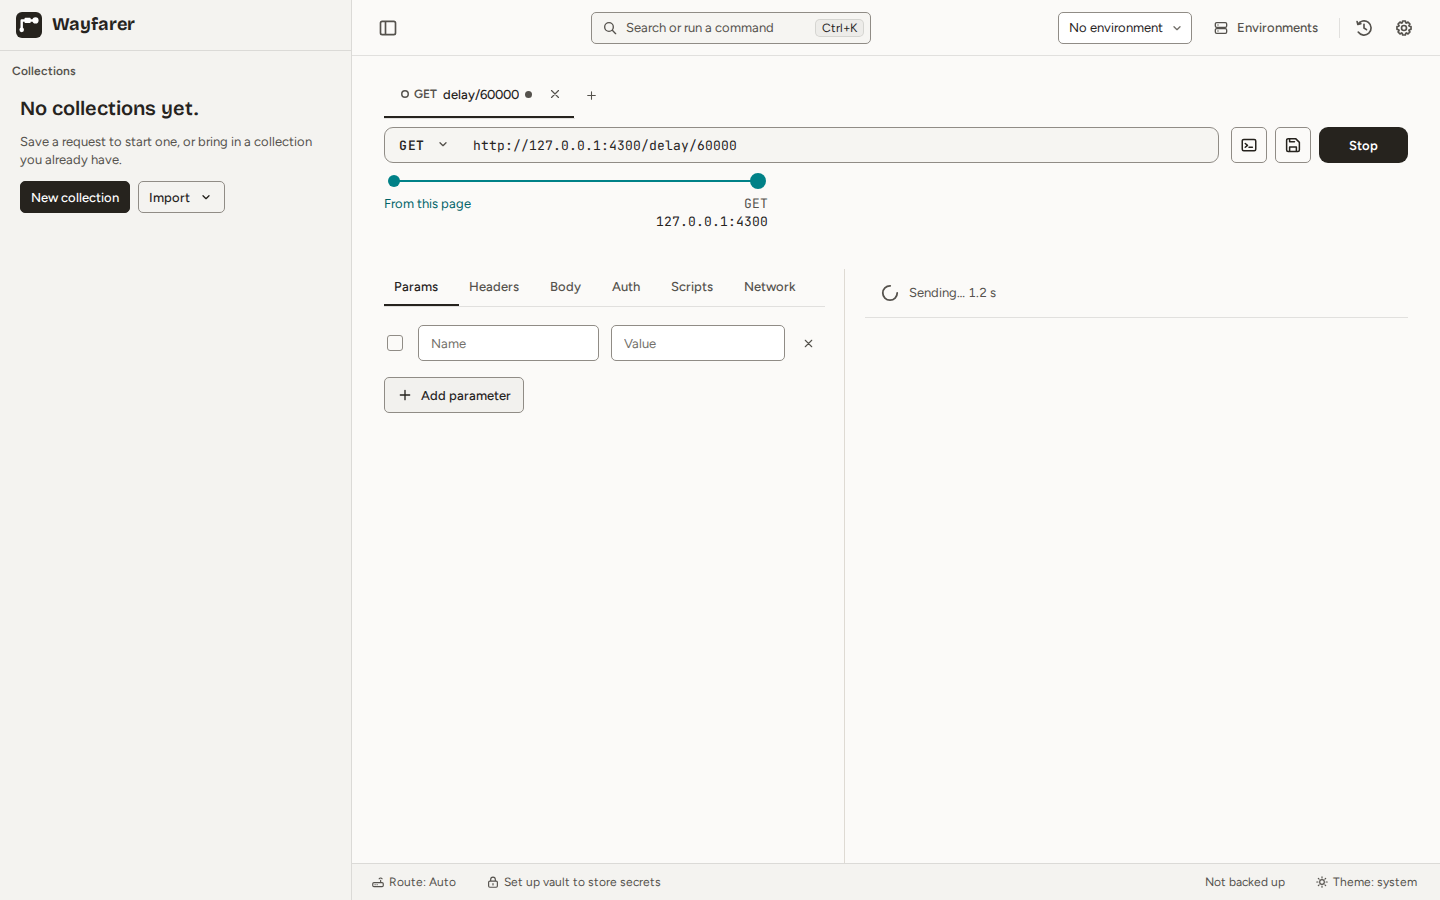 Wayfarer
Search or run a command
Ctrl+K
No environment
Environments
Collections
No collections yet.
Save a request to start one, or bring in a collection
you already have.
New collection
Import
GET delay/60000
GET
http://127.0.0.1:4300/delay/60000
Stop
From this page
GET
127.0.0.1:4300
Params
Headers
Body
Auth
Scripts
Network
Name
Value
Add parameter
Sending... 1.2 s
Route: Auto
Set up vault to store secrets
Not backed up
Theme: system